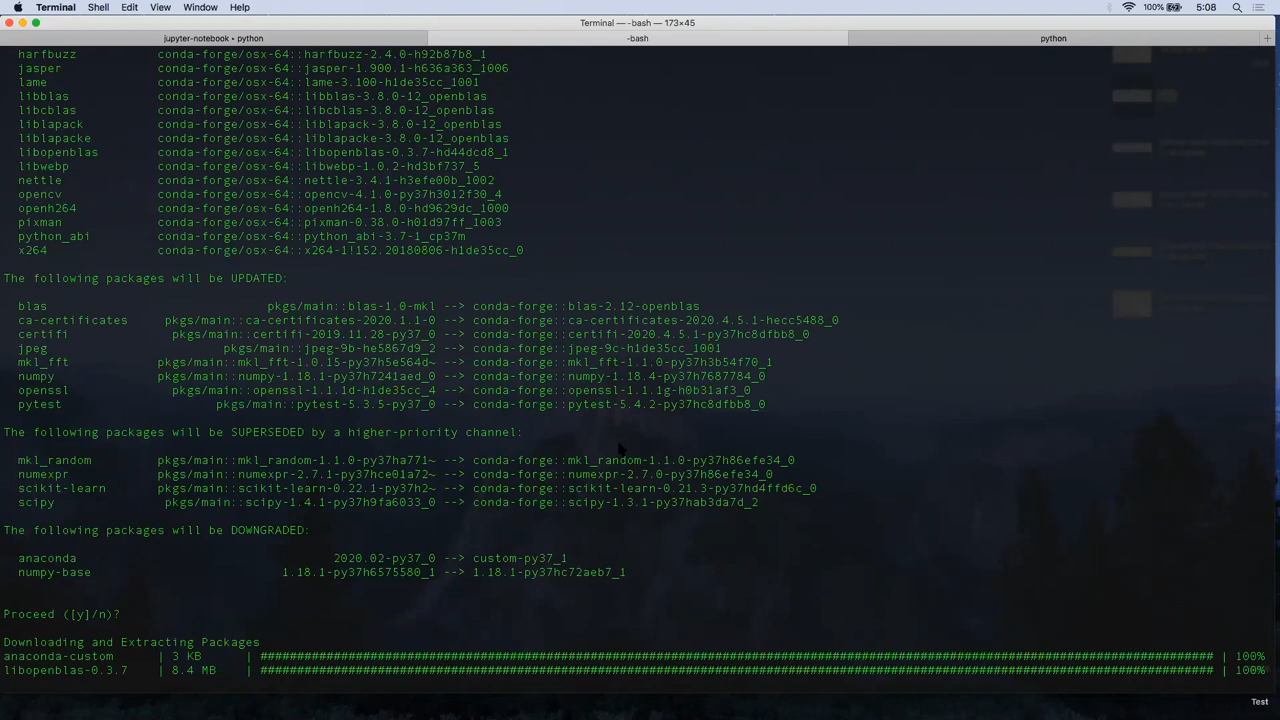 Terminal Shell Edit View Window Help 100% 5:08
Terminal — -bash — 173×45
jupyter-notebook • python -bash python +
harfbuzz conda-forge/osx-64::harfbuzz-2.4.0-h92b87b8_1
jasper conda-forge/osx-64::jasper-1.900.1-h636a363_1006
lame conda-forge/osx-64::lame-3.100-h1de35cc_1001
libblas conda-forge/osx-64::libblas-3.8.0-12_openblas
libcblas conda-forge/osx-64::libcblas-3.8.0-12_openblas
liblapack conda-forge/osx-64::liblapack-3.8.0-12_openblas
liblapacke conda-forge/osx-64::liblapacke-3.8.0-12_openblas
libopenblas conda-forge/osx-64::libopenblas-0.3.7-hd44dcd8_1
libwebp conda-forge/osx-64::libwebp-1.0.2-hd3bf737_5
nettle conda-forge/osx-64::nettle-3.4.1-h3efe00b_1002
opencv conda-forge/osx-64::opencv-4.1.0-py37h3012f30_4
openh264 conda-forge/osx-64::openh264-1.8.0-hd9629dc_1000
pixman conda-forge/osx-64::pixman-0.38.0-h01d97ff_1003
python_abi conda-forge/osx-64::python_abi-3.7-1_cp37m
x264 conda-forge/osx-64::x264-1!152.20180806-h1de35cc_0
The following packages will be UPDATED:
blas pkgs/main::blas-1.0-mkl --> conda-forge::blas-2.12-openblas
ca-certificates pkgs/main::ca-certificates-2020.1.1-0 --> conda-forge::ca-certificates-2020.4.5.1-hecc5488_0
certifi pkgs/main::certifi-2019.11.28-py37_0 --> conda-forge::certifi-2020.4.5.1-py37hc8dfbb8_0
jpeg pkgs/main::jpeg-9b-he5867d9_2 --> conda-forge::jpeg-9c-h1de35cc_1001
mkl_fft pkgs/main::mkl_fft-1.0.15-py37h5e564d~ --> conda-forge::mkl_fft-1.1.0-py37h3b54f70_1
numpy pkgs/main::numpy-1.18.1-py37h7241aed_0 --> conda-forge::numpy-1.18.4-py37h7687784_0
openssl pkgs/main::openssl-1.1.1d-h1de35cc_4 --> conda-forge::openssl-1.1.1g-h0b31af3_0
pytest pkgs/main::pytest-5.3.5-py37_0 --> conda-forge::pytest-5.4.2-py37hc8dfbb8_0
The following packages will be SUPERSEDED by a higher-priority channel:
mkl_random pkgs/main::mkl_random-1.1.0-py37ha771~ --> conda-forge::mkl_random-1.1.0-py37h86efe34_0
numexpr pkgs/main::numexpr-2.7.1-py37hce01a72~ --> conda-forge::numexpr-2.7.0-py37h86efe34_0
scikit-learn pkgs/main::scikit-learn-0.22.1-py37h2~ --> conda-forge::scikit-learn-0.21.3-py37hd4ffd6c_0
scipy pkgs/main::scipy-1.4.1-py37h9fa6033_0 --> conda-forge::scipy-1.3.1-py37hab3da7d_2
The following packages will be DOWNGRADED:
anaconda 2020.02-py37_0 --> custom-py37_1
numpy-base 1.18.1-py37h6575580_1 --> 1.18.1-py37hc72aeb7_1
Proceed ([y]/n)?
Downloading and Extracting Packages
anaconda-custom | 3 KB | ################################################################################################################################## | 100%
libopenblas-0.3.7 | 8.4 MB | ################################################################################################################################## | 100%
Test